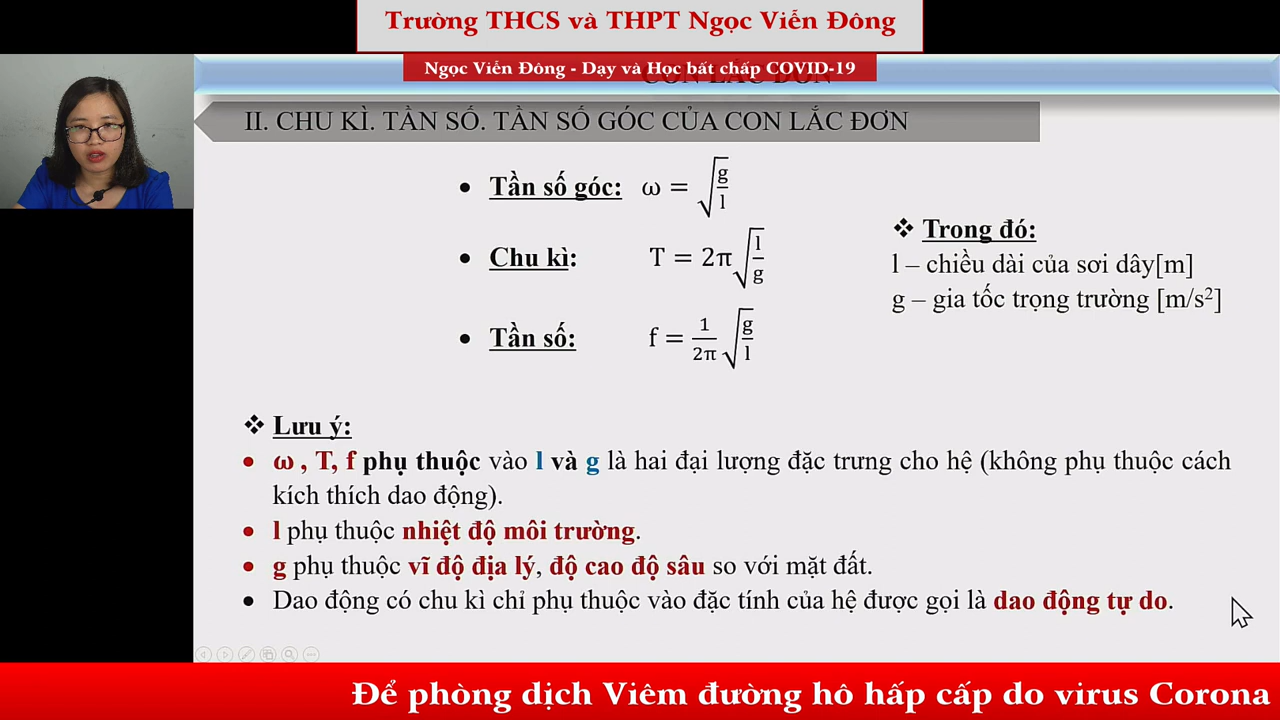 Trường THCS và THPT Ngọc Viễn Đông
Ngọc Viễn Đông - Dạy và Học bất chấp COVID-19
II. CHU KÌ. TẦN SỐ. TẦN SỐ GÓC CỦA CON LẮC ĐƠN
• Tần số góc: ω = √(g/l)
• Chu kì: T = 2π√(l/g)
• Tần số: f = 1/2π √(g/l)
❖ Trong đó:
l – chiều dài của sơi dây[m]
g – gia tốc trọng trường [m/s²]
❖ Lưu ý:
• ω , T, f phụ thuộc vào l và g là hai đại lượng đặc trưng cho hệ (không phụ thuộc cách
kích thích dao động).
• l phụ thuộc nhiệt độ môi trường.
• g phụ thuộc vĩ độ địa lý, độ cao độ sâu so với mặt đất.
• Dao động có chu kì chỉ phụ thuộc vào đặc tính của hệ được gọi là dao động tự do.
Để phòng dịch Viêm đường hô hấp cấp do virus Corona